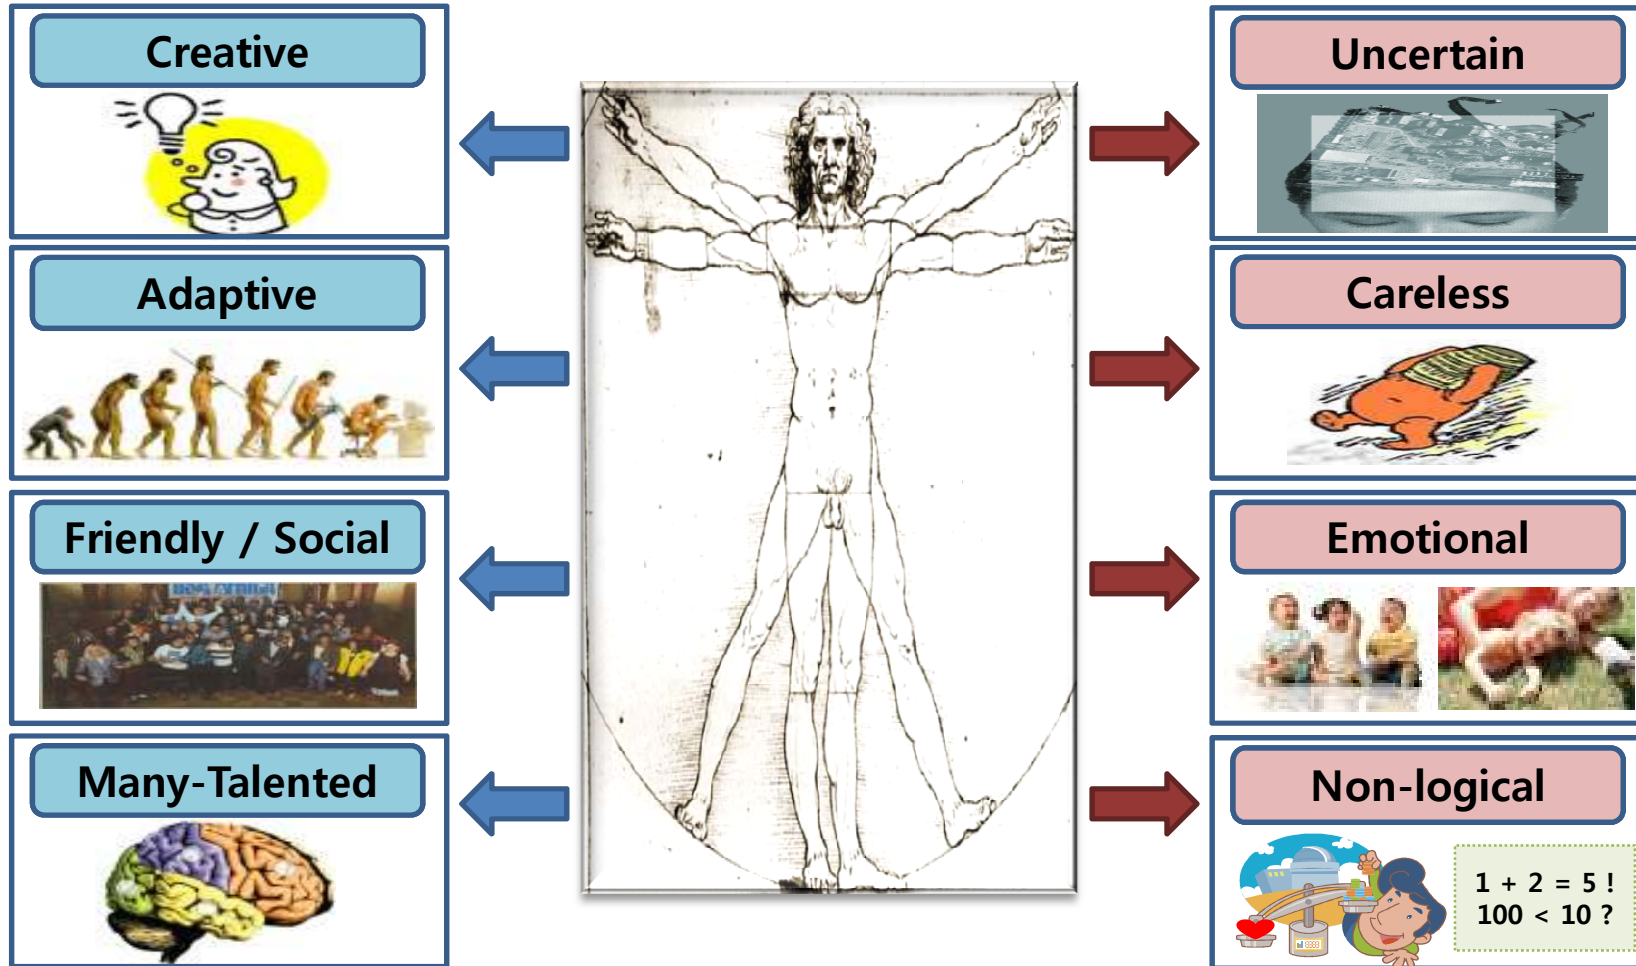 Creative
Adaptive
Friendly / Social
Many-Talented
Uncertain
Careless
Emotional
Non-logical
1 + 2 = 5 !
100 < 10 ?